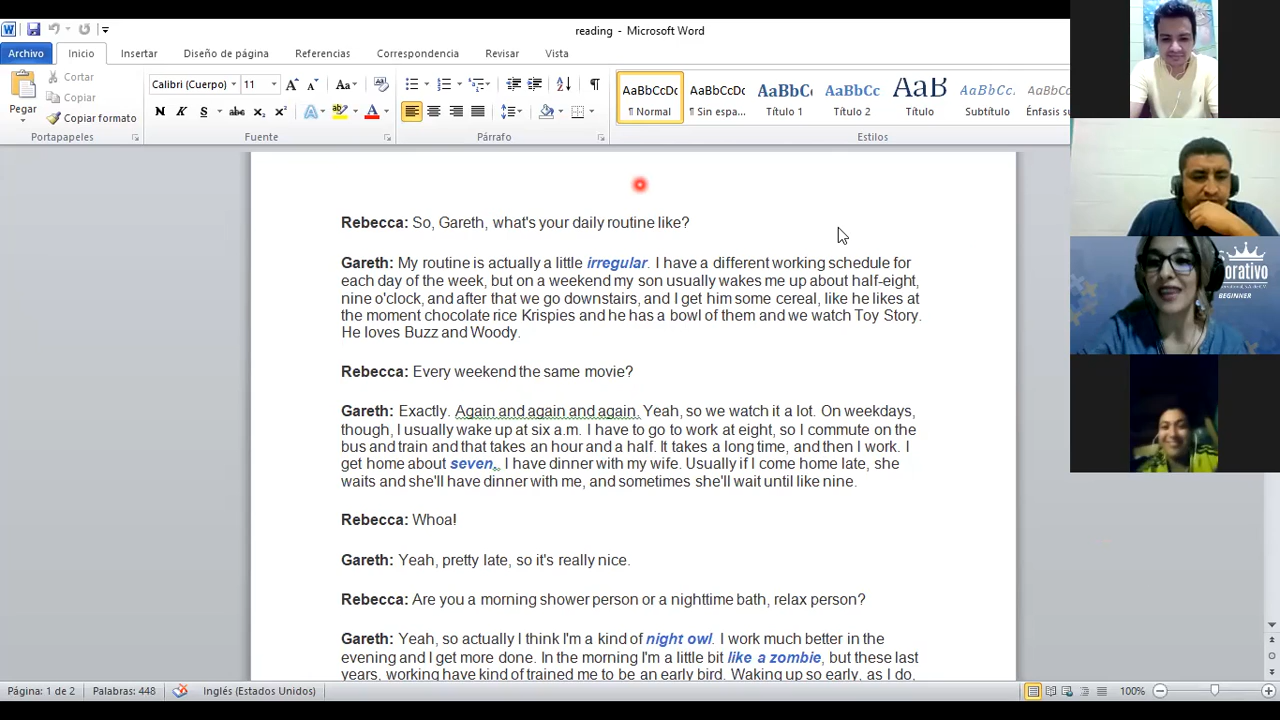 reading - Microsoft Word
Archivo Inicio Insertar Diseño de página Referencias Correspondencia Revisar Vista
Pegar
Cortar
Copiar
Copiar formato
Portapapeles
Calibri (Cuerpo) 11
N K S abc x₂ x²
Fuente
Párrafo
AaBbCcDc AaBbCcDc AaBbCc AaBbCc AaB AaBbCc. AaBbCcDc
¶ Normal ¶ Sin espa... Título 1 Título 2 Título Subtítulo Énfasis su
Estilos
Rebecca: So, Gareth, what's your daily routine like?
Gareth: My routine is actually a little irregular. I have a different working schedule for
each day of the week, but on a weekend my son usually wakes me up about half-eight,
nine o'clock, and after that we go downstairs, and I get him some cereal, like he likes at
the moment chocolate rice Krispies and he has a bowl of them and we watch Toy Story.
He loves Buzz and Woody.
Rebecca: Every weekend the same movie?
Gareth: Exactly. Again and again and again. Yeah, so we watch it a lot. On weekdays,
though, I usually wake up at six a.m. I have to go to work at eight, so I commute on the
bus and train and that takes an hour and a half. It takes a long time, and then I work. I
get home about seven,. I have dinner with my wife. Usually if I come home late, she
waits and she'll have dinner with me, and sometimes she'll wait until like nine.
Rebecca: Whoa!
Gareth: Yeah, pretty late, so it's really nice.
Rebecca: Are you a morning shower person or a nighttime bath, relax person?
Gareth: Yeah, so actually I think I'm a kind of night owl. I work much better in the
evening and I get more done. In the morning I'm a little bit like a zombie, but these last
years, working have kind of trained me to be an early bird. Waking up so early, as I do,
Página: 1 de 2 Palabras: 448 Inglés (Estados Unidos) 100%
orativo
BEGINNER